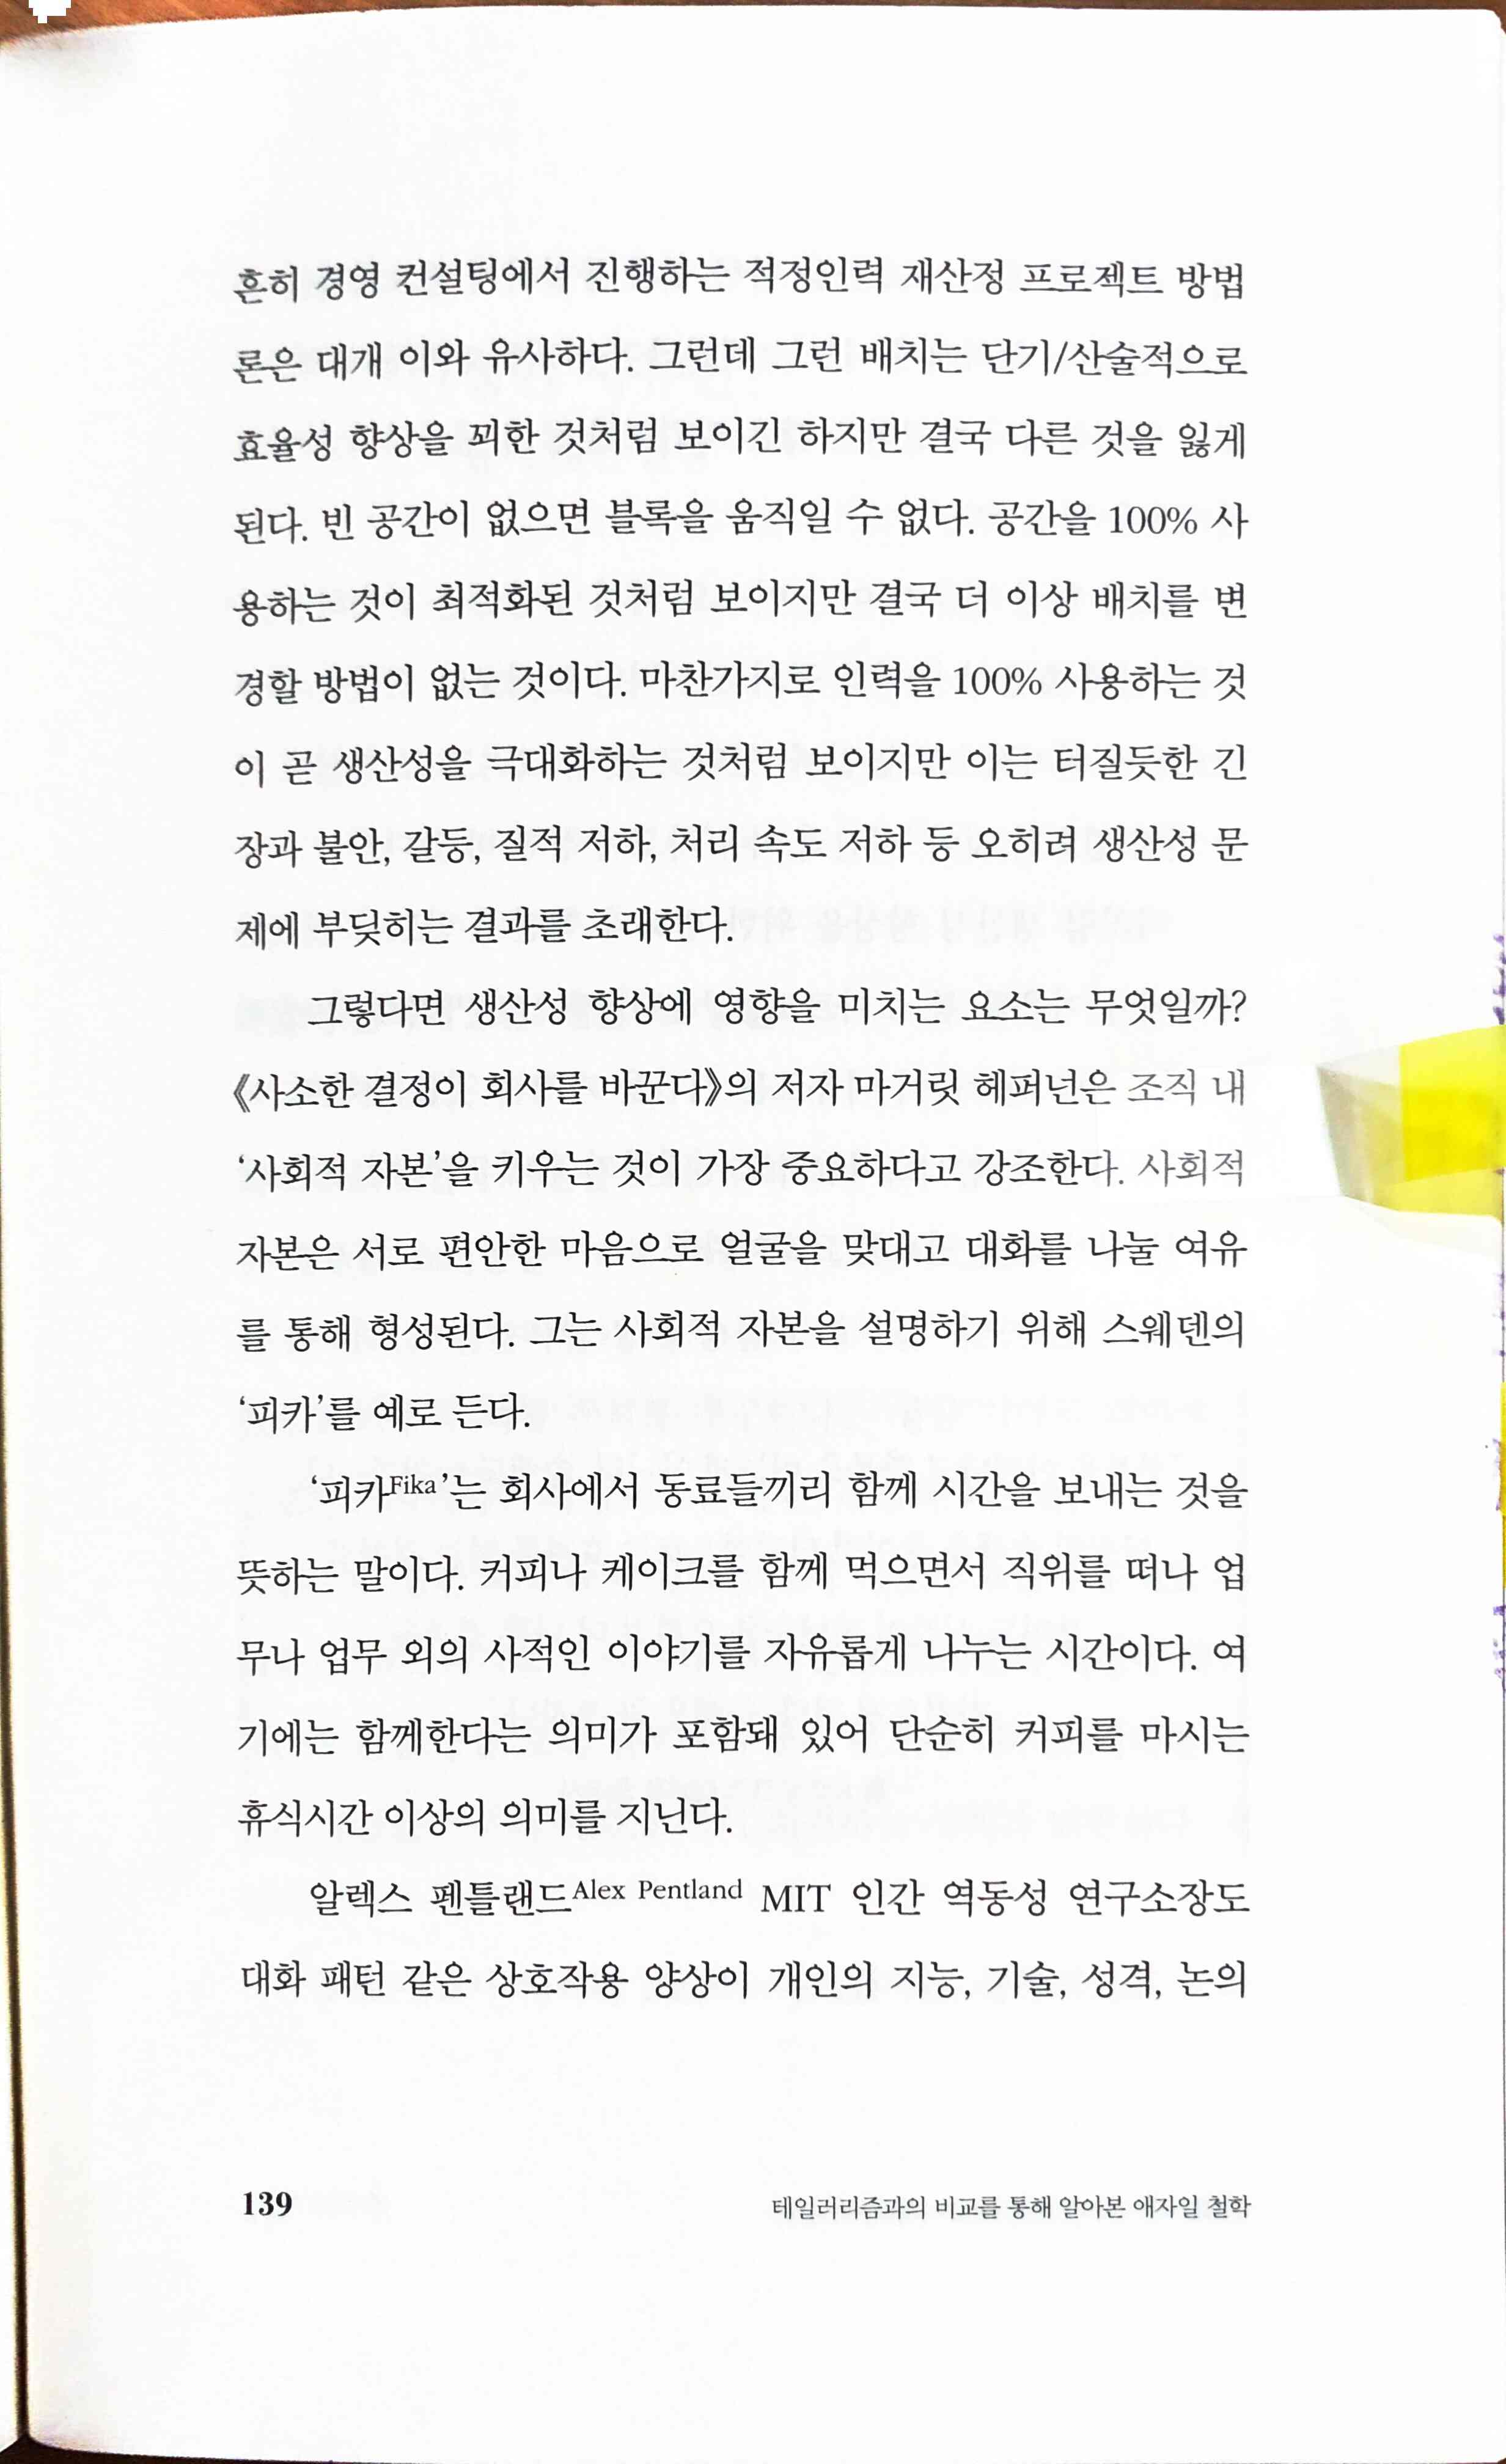 흔히 경영 컨설팅에서 진행하는 적정인력 재산정 프로젝트 방법
론은 대개 이와 유사하다. 그런데 그런 배치는 단기/산술적으로
효율성 향상을 꾀한 것처럼 보이긴 하지만 결국 다른 것을 잃게
된다. 빈 공간이 없으면 블록을 움직일 수 없다. 공간을 100% 사
용하는 것이 최적화된 것처럼 보이지만 결국 더 이상 배치를 변
경할 방법이 없는 것이다. 마찬가지로 인력을 100% 사용하는 것
이 곧 생산성을 극대화하는 것처럼 보이지만 이는 터질듯한 긴
장과 불안, 갈등, 질적 저하, 처리 속도 저하 등 오히려 생산성 문
제에 부딪히는 결과를 초래한다.
그렇다면 생산성 향상에 영향을 미치는 요소는 무엇일까?
《사소한 결정이 회사를 바꾼다》의 저자 마거릿 헤퍼넌은 조직 내
‘사회적 자본’을 키우는 것이 가장 중요하다고 강조한다. 사회적
자본은 서로 편안한 마음으로 얼굴을 맞대고 대화를 나눌 여유
를 통해 형성된다. 그는 사회적 자본을 설명하기 위해 스웨덴의
‘피카’를 예로 든다.
‘피카Fika’는 회사에서 동료들끼리 함께 시간을 보내는 것을
뜻하는 말이다. 커피나 케이크를 함께 먹으면서 직위를 떠나 업
무나 업무 외의 사적인 이야기를 자유롭게 나누는 시간이다. 여
기에는 함께한다는 의미가 포함돼 있어 단순히 커피를 마시는
휴식시간 이상의 의미를 지닌다.
알렉스 펜틀랜드Alex Pentland MIT 인간 역동성 연구소장도
대화 패턴 같은 상호작용 양상이 개인의 지능, 기술, 성격, 논의
139 테일러리즘과의 비교를 통해 알아본 애자일 철학